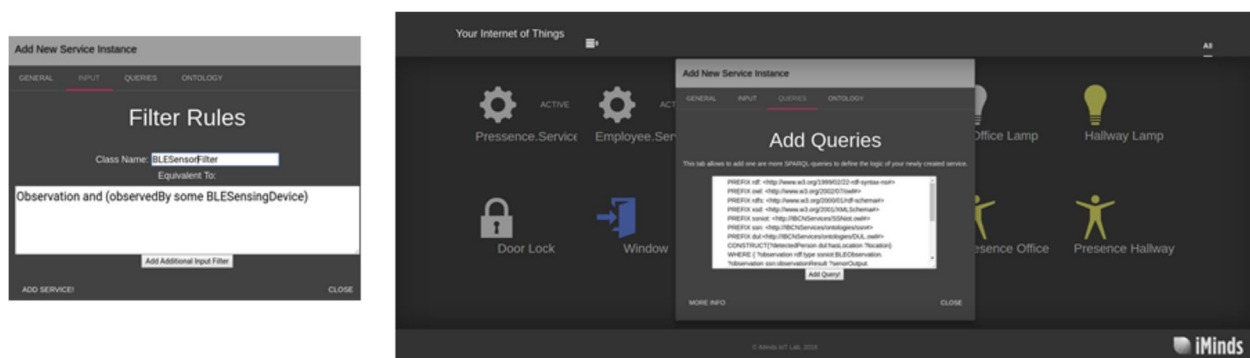 Add New Service Instance
GENERAL INPUT QUERIES ONTOLOGY
Filter Rules
Class Name: BLESensorFilter
Equivalent To:
Observation and (observedBy some BLESensingDevice)
Add Additional Input Filter
ADD SERVICE! CLOSE
Your Internet of Things
All
ACTIVE ACT
Pressence.Service Employee.Ser
Office Lamp Hallway Lamp
Door Lock Window
esence Office Presence Hallway
Add New Service Instance
GENERAL INPUT QUERIES ONTOLOGY
Add Queries
This tab allows to add one are more SPARQL-queries to define the logic of your newly created service.
PREFIX rdf: <http://www.w3.org/1999/02/22-rdf-syntax-ns#>
PREFIX owl: <http://www.w3.org/2002/07/owl#>
PREFIX rdfs: <http://www.w3.org/2000/01/rdf-schema#>
PREFIX xsd: <http://www.w3.org/2001/XMLSchema#>
PREFIX ssniot: <http://IBCNServices/SSNiot.owl#>
PREFIX ssn: <http://IBCNServices/ontologies/ssn#>
PREFIX dul:<http://IBCNServices/ontologies/DUL.owl#>
CONSTRUCT{?detectedPerson dul:hasLocation ?location}
WHERE { ?observation rdf:type ssniot:BLEObservation.
?observation ssn:observationResult ?sensorOutput.
Add Query!
MORE INFO CLOSE
© iMinds IoT Lab, 2016
iMinds